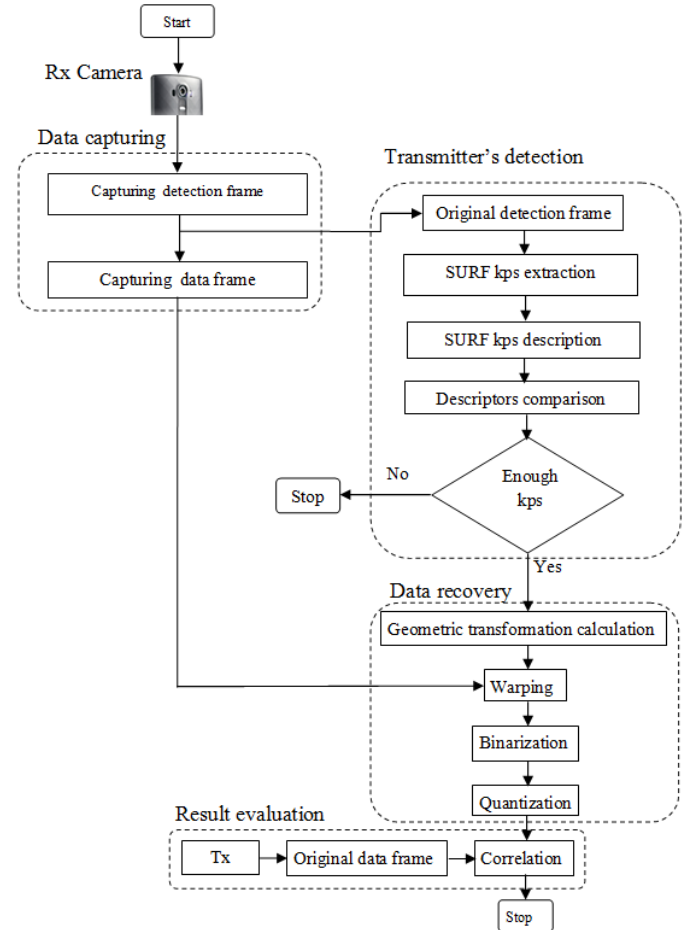 Start
Rx Camera
Data capturing
Capturing detection frame
Capturing data frame
Transmitter's detection
Original detection frame
SURF kps extraction
SURF kps description
Descriptors comparison
Enough
kps
No
Stop
Yes
Data recovery
Geometric transformation calculation
Warping
Binarization
Quantization
Result evaluation
Tx
Original data frame
Correlation
Stop